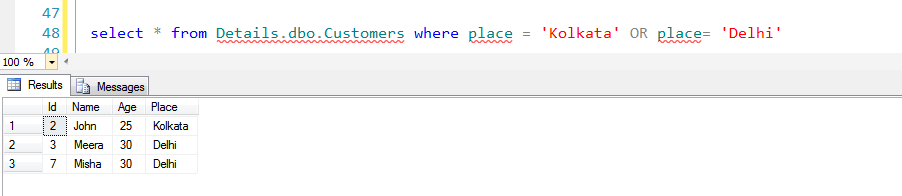 47
48 select * from Details.dbo.Customers where place = 'Kolkata' OR place= 'Delhi'
49
100 %
Results Messages
Id Name Age Place
1 2 John 25 Kolkata
2 3 Meera 30 Delhi
3 7 Misha 30 Delhi